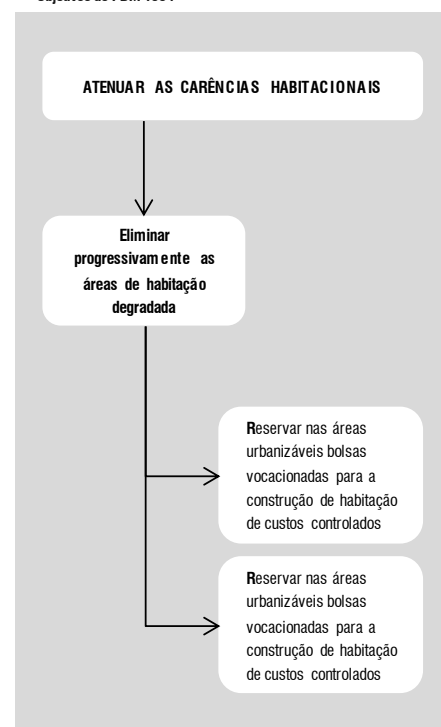 ATENUAR AS CARÊNCIAS HABITACIONAIS
Eliminar
progressivamente as
áreas de habitação
degradada
Reservar nas áreas
urbanizáveis bolsas
vocacionadas para a
construção de habitação
de custos controlados
Reservar nas áreas
urbanizáveis bolsas
vocacionadas para a
construção de habitação
de custos controlados